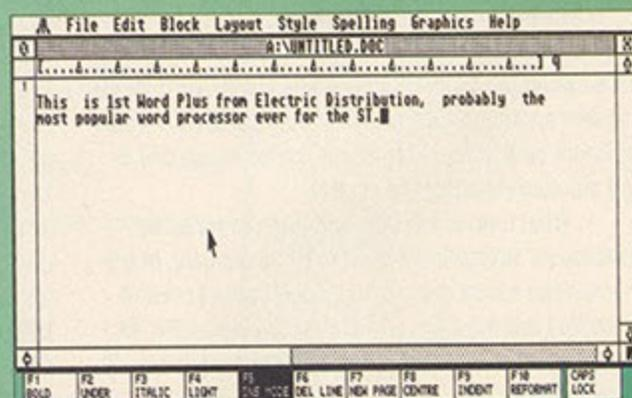 File Edit Block Layout Style Spelling Graphics Help
A:\UNTITLED.DOC
[....&....&....&....&....&....&....&....&....&....&....&....&...] 9
1
This is 1st Word Plus from Electric Distribution, probably the
most popular word processor ever for the ST.
F1 F2 F3 F4 F5 F6 F7 F8 F9 F10 CAPS
BOLD UNDER ITALIC LIGHT INS MODE DEL LINE NEW PAGE CENTRE INDENT REFORMAT LOCK